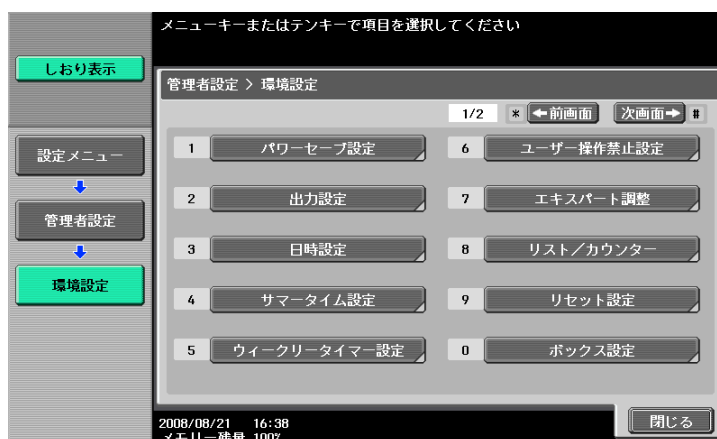 メニューキーまたはテンキーで項目を選択してください
しおり表示
管理者設定 > 環境設定
1/2 * ←前画面 次画面→ #
設定メニュー
管理者設定
環境設定
1 パワーセーブ設定
2 出力設定
3 日時設定
4 サマータイム設定
5 ウィークリータイマー設定
6 ユーザー操作禁止設定
7 エキスパート調整
8 リスト/カウンター
9 リセット設定
0 ボックス設定
2008/08/21 16:38
メモリー残量 100%
閉じる